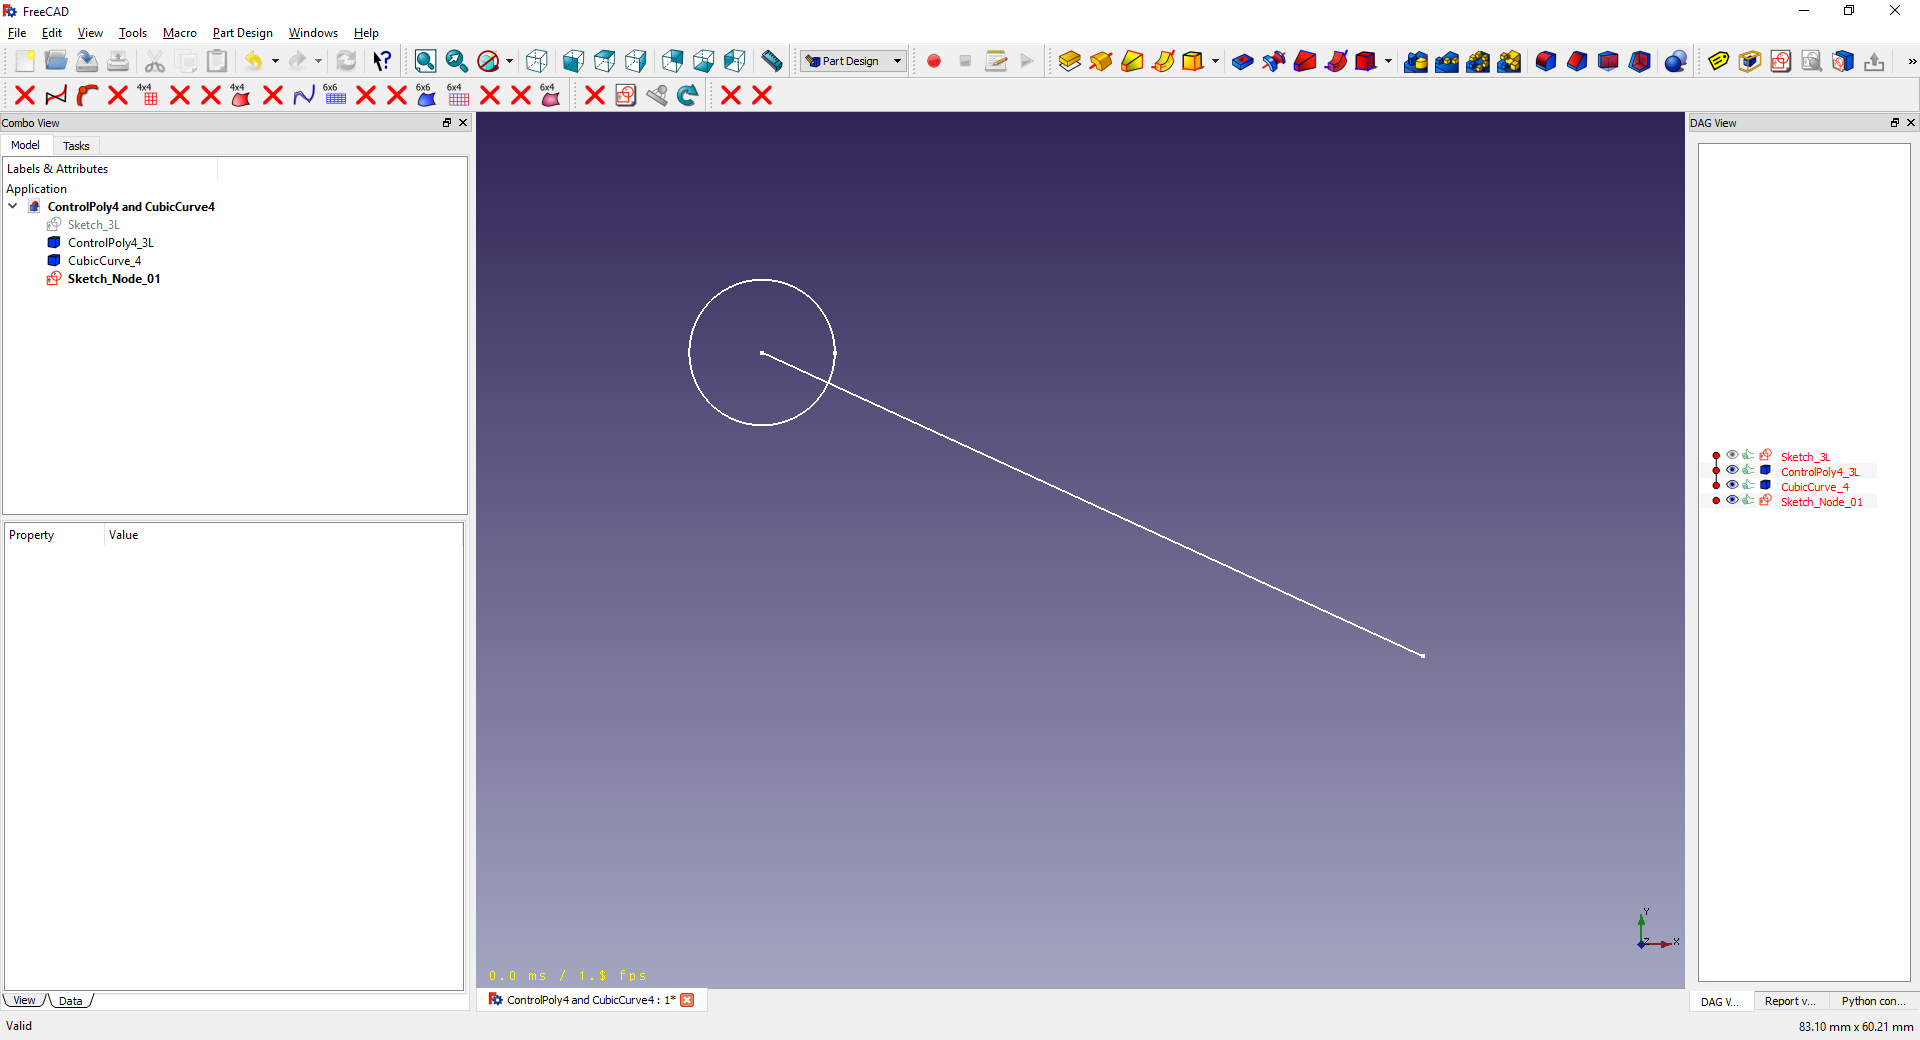 FreeCAD
File Edit View Tools Macro Part Design Windows Help
Part Design
4x4 4x4 6x6 6x6 6x4 6x4
Combo View
Model Tasks
Labels & Attributes
Application
ControlPoly4 and CubicCurve4
Sketch_3L
ControlPoly4_3L
CubicCurve_4
Sketch_Node_01
Property Value
View Data
Valid
0.0 ms / 1.$ fps
Y
Z X
ControlPoly4 and CubicCurve4 : 1*
DAG View
Sketch_3L
ControlPoly4_3L
CubicCurve_4
Sketch_Node_01
DAG V... Report v... Python con...
83.10 mm x 60.21 mm